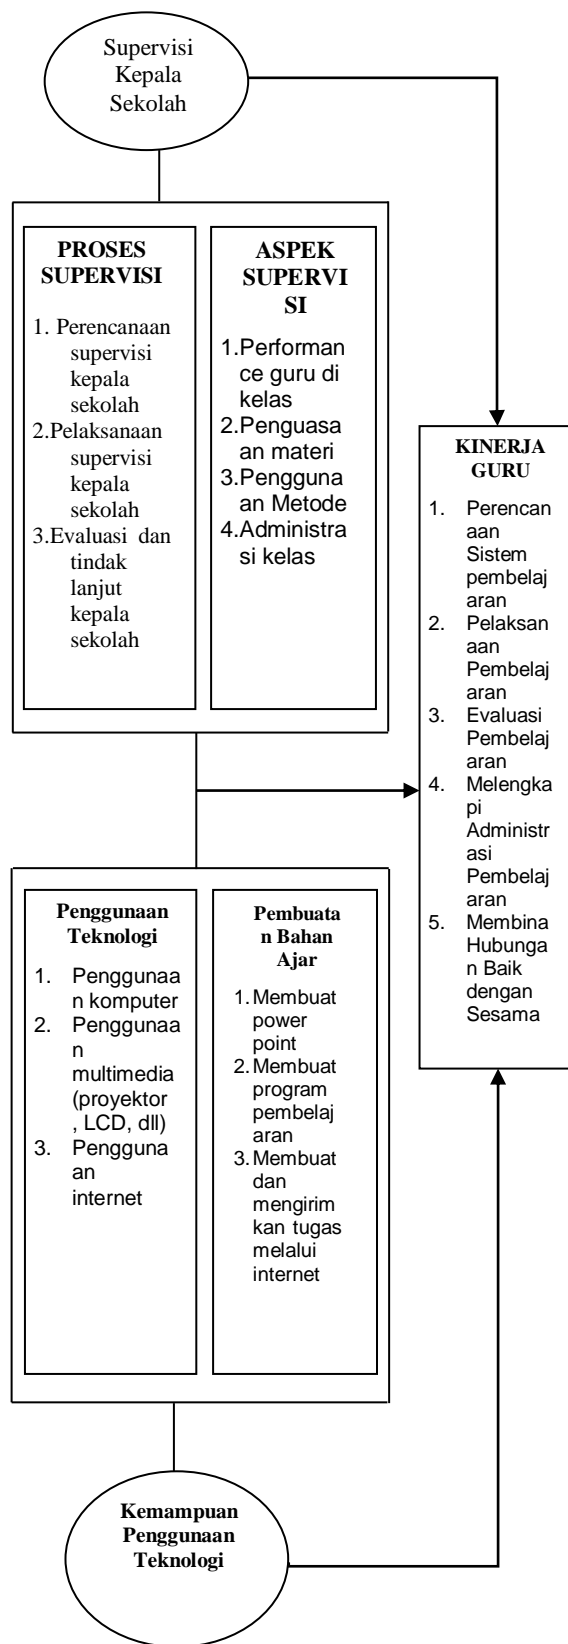 Supervisi
Kepala
Sekolah
PROSES
SUPERVISI
1. Perencanaan
supervisi
kepala
sekolah
2.Pelaksanaan
supervisi
kepala
sekolah
3.Evaluasi dan
tindak
lanjut
kepala
sekolah
ASPEK
SUPERVI
SI
1.Performan
ce guru di
kelas
2.Penguasa
an materi
3.Pengguna
an Metode
4.Administra
si kelas
KINERJA
GURU
1. Perencan
aan
Sistem
pembelaj
aran
2. Pelaksan
aan
Pembelaj
aran
3. Evaluasi
Pembelaj
aran
4. Melengka
pi
Administr
asi
Pembelaj
aran
5. Membina
Hubunga
n Baik
dengan
Sesama
Penggunaan
Teknologi
1. Penggunaa
n komputer
2. Penggunaa
n
multimedia
(proyektor
, LCD, dll)
3. Pengguna
an
internet
Pembuata
n Bahan
Ajar
1. Membuat
power
point
2. Membuat
program
pembelaj
aran
3. Membuat
dan
mengirim
kan tugas
melalui
internet
Kemampuan
Penggunaan
Teknologi